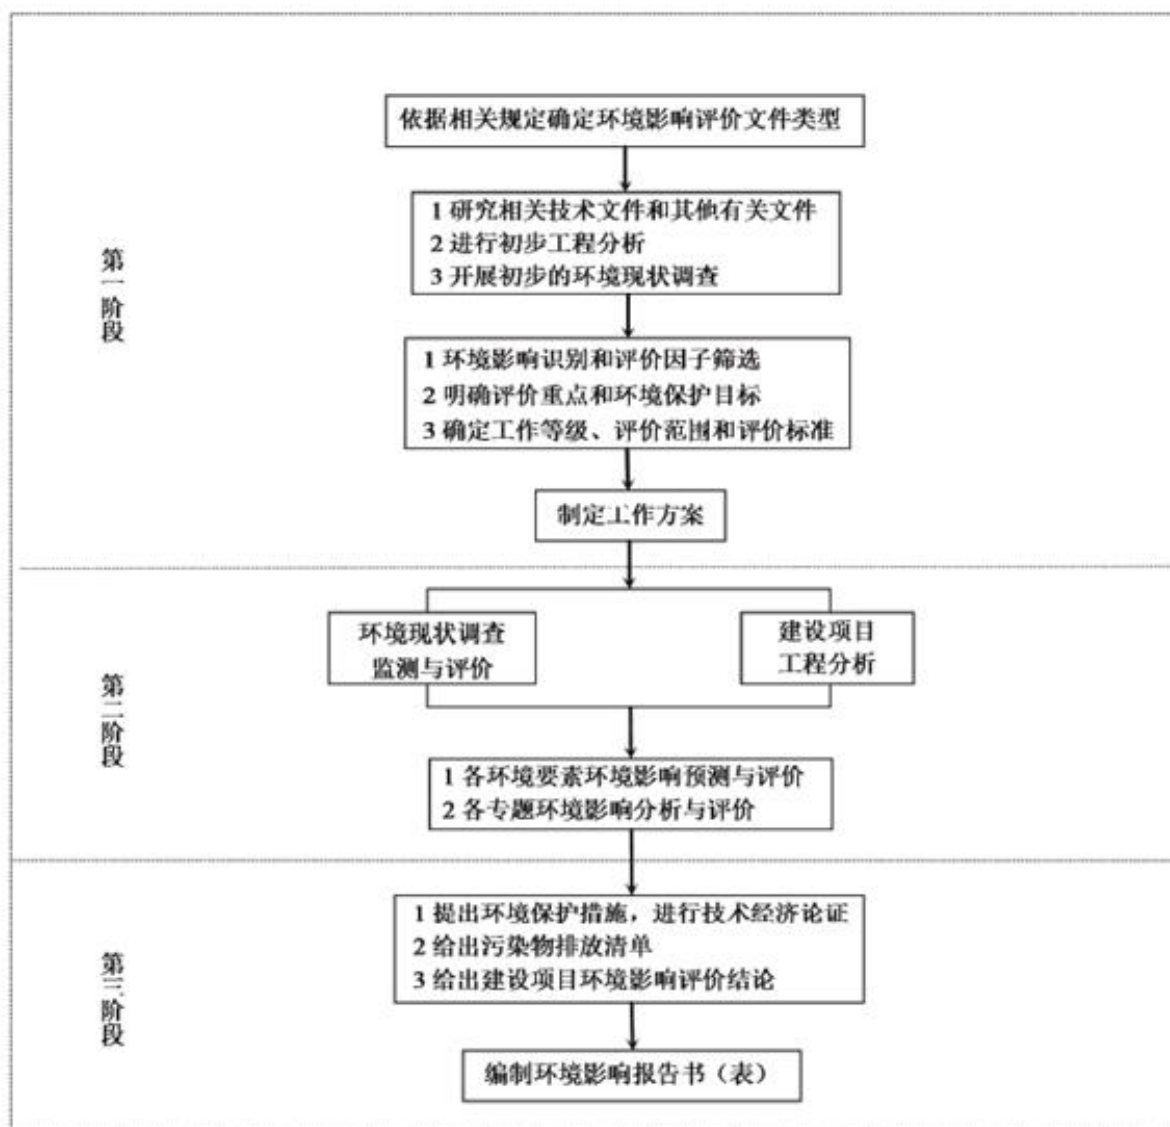 依据相关规定确定环境影响评价文件类型
1 研究相关技术文件和其他有关文件
2 进行初步工程分析
3 开展初步的环境现状调查
第一阶段
1 环境影响识别和评价因子筛选
2 明确评价重点和环境保护目标
3 确定工作等级、评价范围和评价标准
制定工作方案
环境现状调查
监测与评价
建设项目
工程分析
第二阶段
1 各环境要素环境影响预测与评价
2 各专题环境影响分析与评价
1 提出环境保护措施，进行技术经济论证
2 给出污染物排放清单
3 给出建设项目环境影响评价结论
第三阶段
编制环境影响报告书（表）